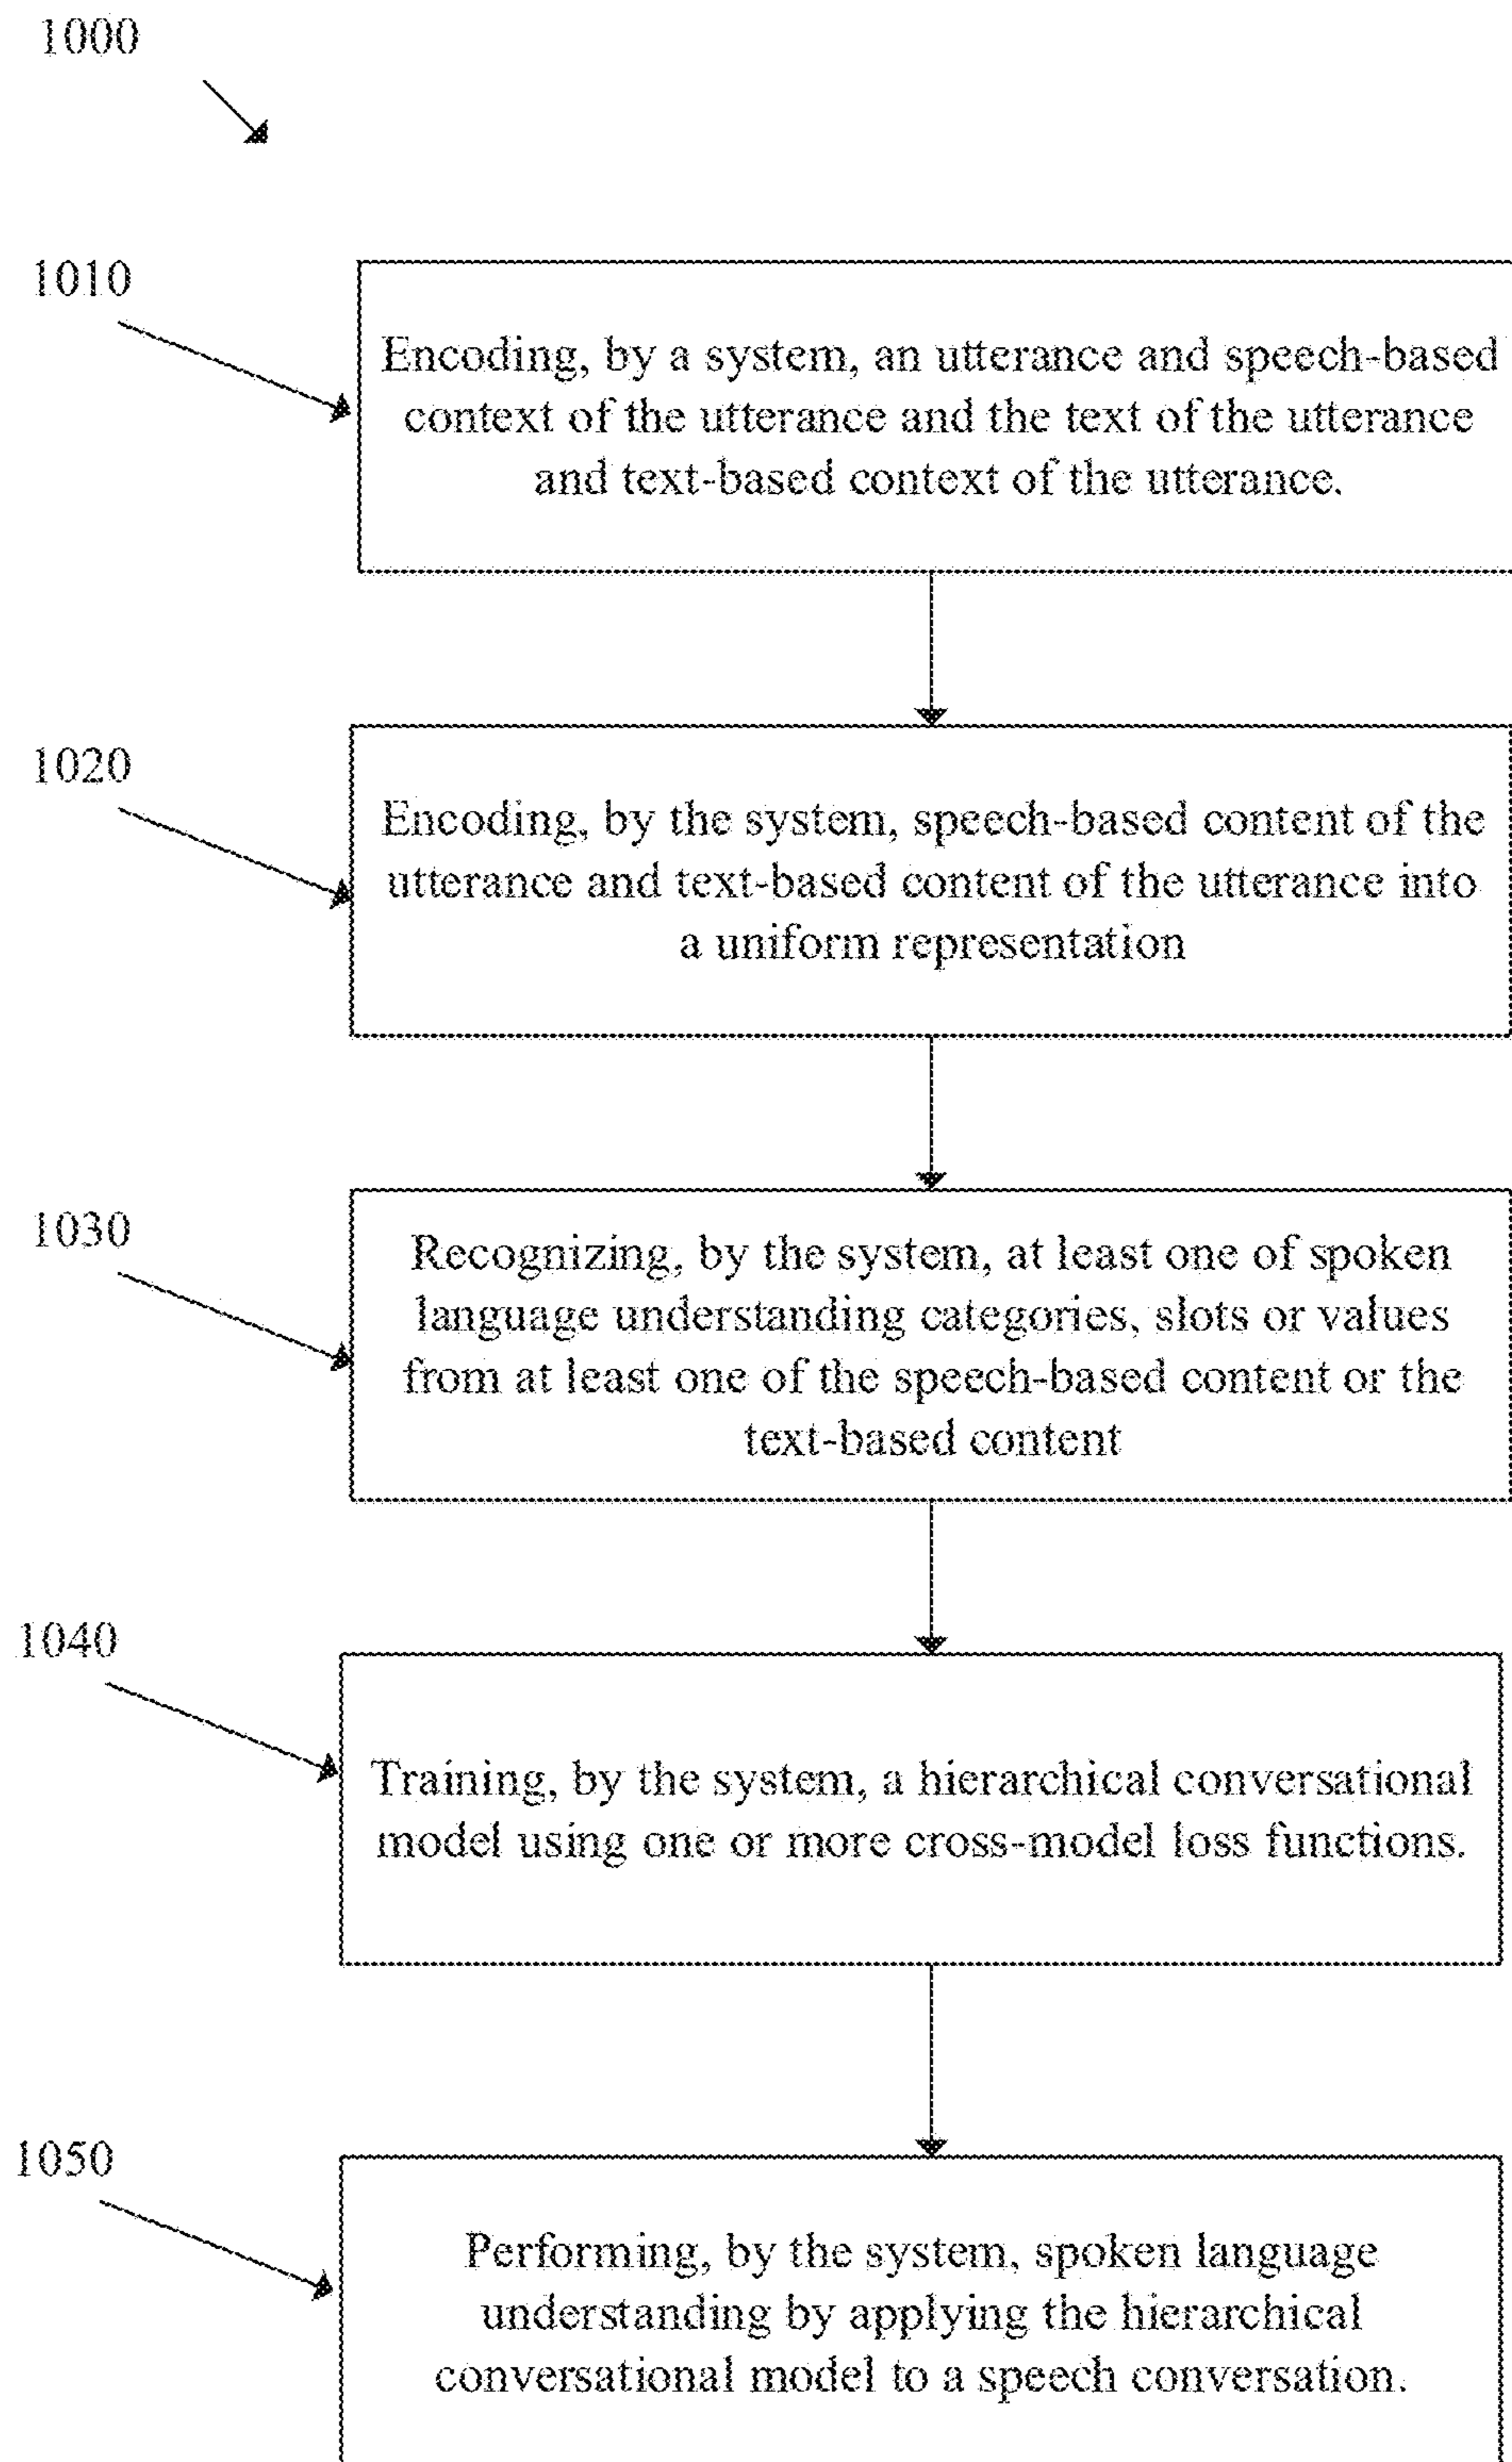 1000
1010
Encoding, by a system, an utterance and speech-based
context of the utterance and the text of the utterance
and text-based context of the utterance.
1020
Encoding, by the system, speech-based content of the
utterance and text-based content of the utterance into
a uniform representation
1030
Recognizing, by the system, at least one of spoken
language understanding categories, slots or values
from at least one of the speech-based content or the
text-based content
1040
Training, by the system, a hierarchical conversational
model using one or more cross-model loss functions.
1050
Performing, by the system, spoken language
understanding by applying the hierarchical
conversational model to a speech conversation.